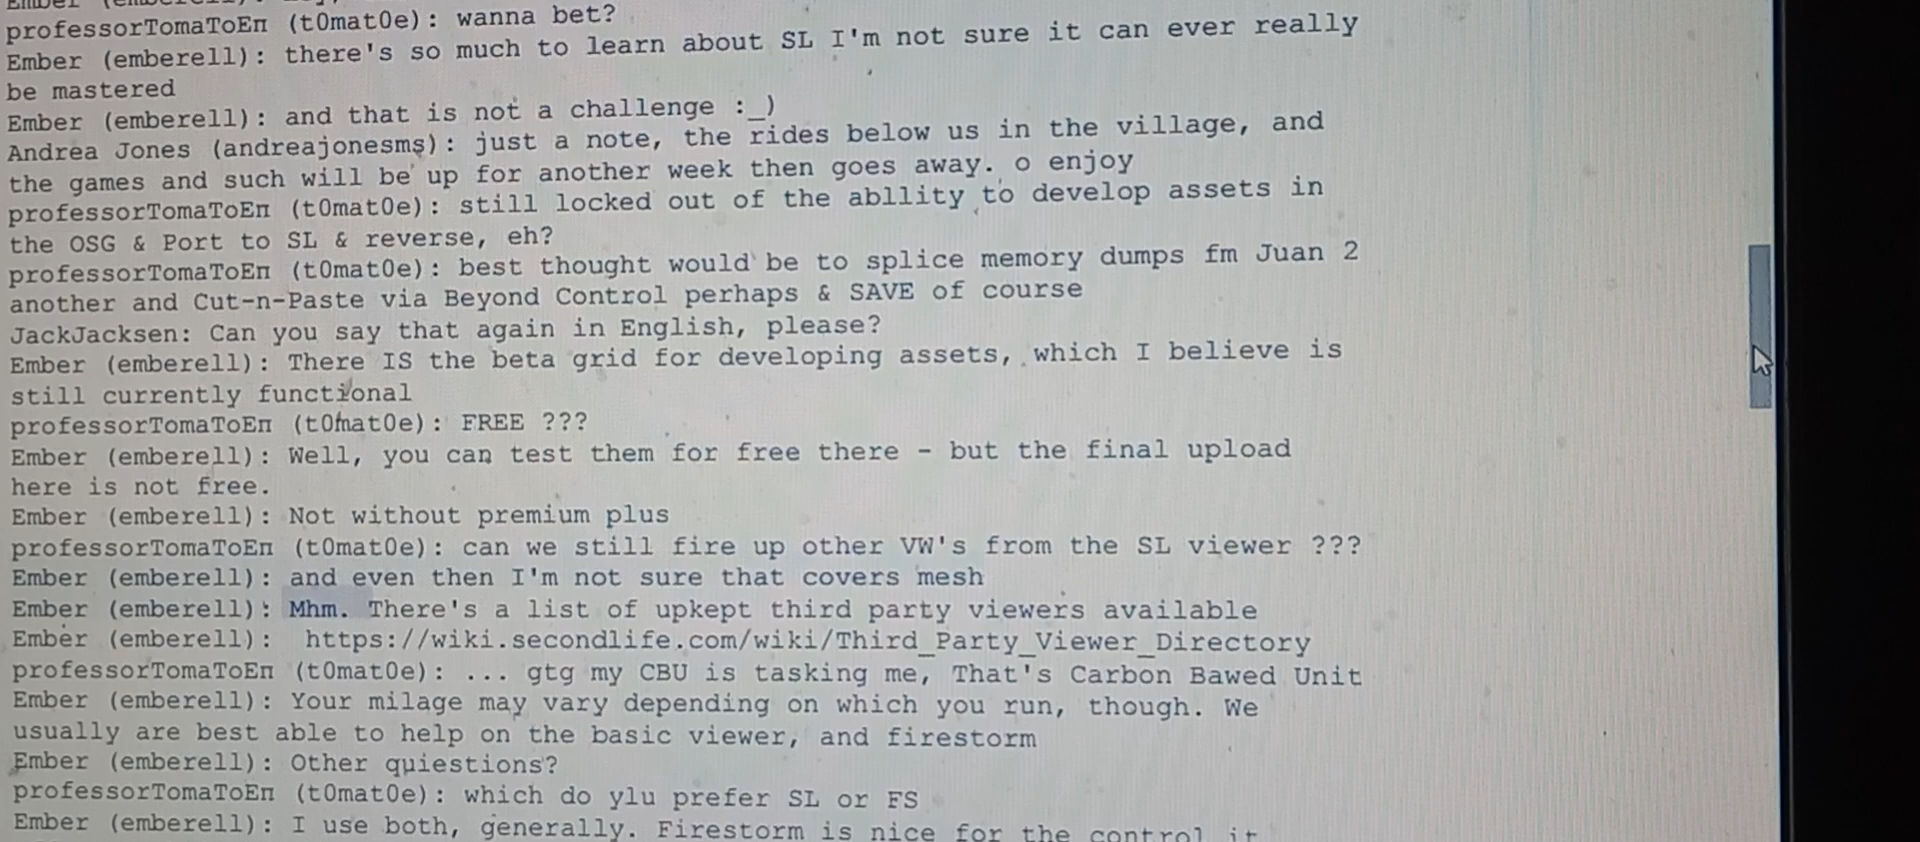 professorTomaToEп (t0mat0e): wanna bet?
Ember (emberell): there's so much to learn about SL I'm not sure it can ever really
be mastered
Ember (emberell): and that is not a challenge :_)
Andrea Jones (andreajonesms): just a note, the rides below us in the village, and
the games and such will be up for another week then goes away. o enjoy
professorTomaToEп (t0mat0e): still locked out of the abllity to develop assets in
the OSG & Port to SL & reverse, eh?
professorTomaToEп (t0mat0e): best thought would be to splice memory dumps fm Juan 2
another and Cut-n-Paste via Beyond Control perhaps & SAVE of course
JackJacksen: Can you say that again in English, please?
Ember (emberell): There IS the beta grid for developing assets, which I believe is
still currently functional
professorTomaToEп (t0mat0e): FREE ???
Ember (emberell): Well, you can test them for free there - but the final upload
here is not free.
Ember (emberell): Not without premium plus
professorTomaToEп (t0mat0e): can we still fire up other VW's from the SL viewer ???
Ember (emberell): and even then I'm not sure that covers mesh
Ember (emberell): Mhm. There's a list of upkept third party viewers available
Ember (emberell):  https://wiki.secondlife.com/wiki/Third_Party_Viewer_Directory
professorTomaToEп (t0mat0e): ... gtg my CBU is tasking me, That's Carbon Bawed Unit
Ember (emberell): Your milage may vary depending on which you run, though. We
usually are best able to help on the basic viewer, and firestorm
Ember (emberell): Other quiestions?
professorTomaToEп (t0mat0e): which do ylu prefer SL or FS
Ember (emberell): I use both, generally. Firestorm is nice for the control it